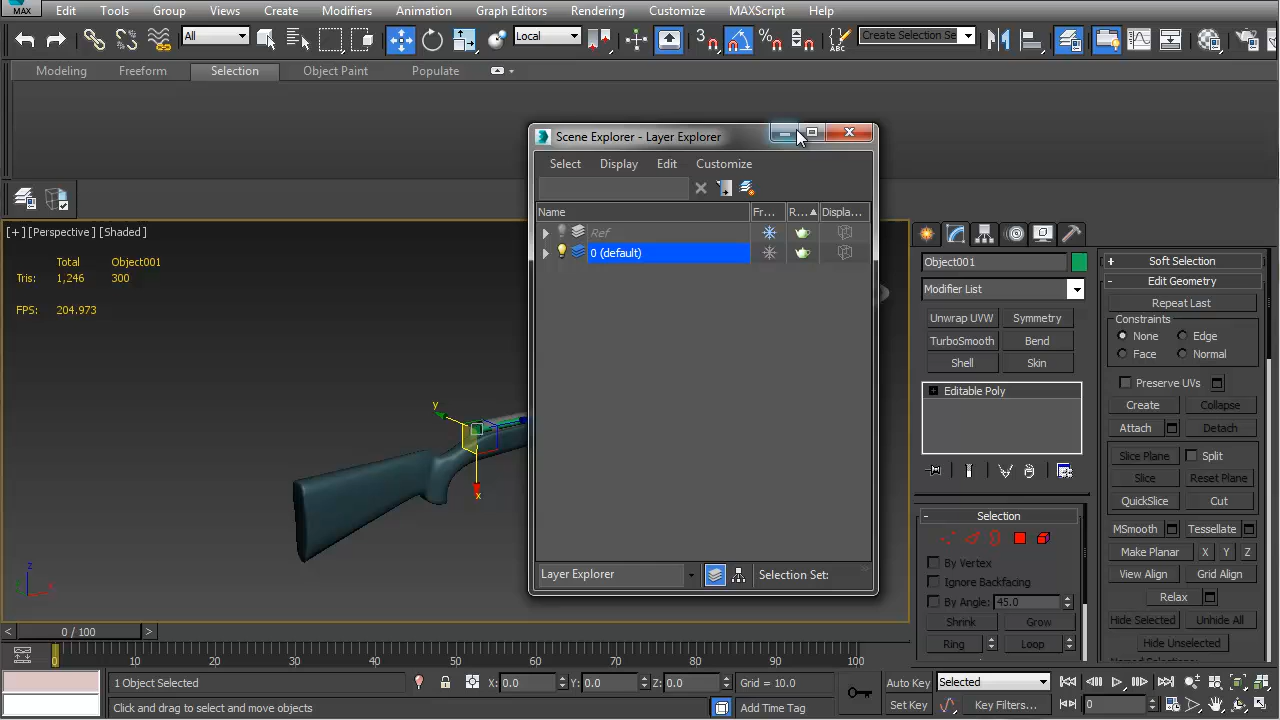 MAX Edit Tools Group Views Create Modifiers Animation Graph Editors Rendering Customize MAXScript Help
All Local 3 % ABC Create Selection Se
Modeling Freeform Selection Object Paint Populate
Scene Explorer - Layer Explorer
Select Display Edit Customize
Name Fr... R... Displa...
Ref
0 (default)
Layer Explorer Selection Set:
[+] [Perspective] [Shaded]
Total Object001
Tris: 1,246 300
FPS: 204.973
y
x
z
x
Object001
Modifier List
Unwrap UVW Symmetry
TurboSmooth Bend
Shell Skin
Editable Poly
Selection
By Vertex
Ignore Backfacing
By Angle: 45.0
Shrink Grow
Ring Loop
Soft Selection
Edit Geometry
Repeat Last
Constraints
None Edge
Face Normal
Preserve UVs
Create Collapse
Attach Detach
Slice Plane Split
Slice Reset Plane
QuickSlice Cut
MSmooth Tessellate
Make Planar X Y Z
View Align Grid Align
Relax
Hide Selected Unhide All
Hide Unselected
0 / 100
0 10 20 30 40 50 60 70 80 90 100
1 Object Selected X: 0.0 Y: 0.0 Z: 0.0 Grid = 10.0 Auto Key Selected
Click and drag to select and move objects Add Time Tag Set Key Key Filters... 0